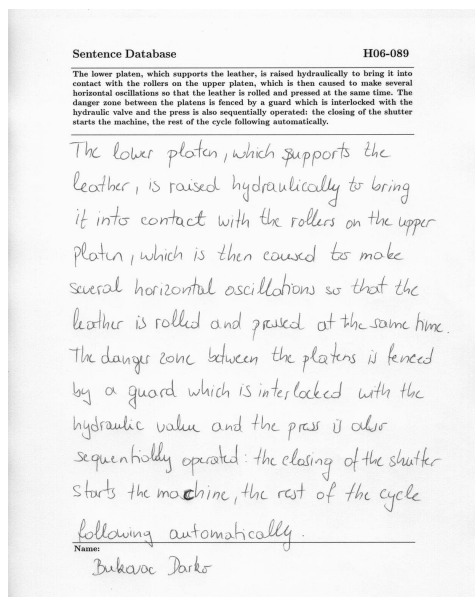 Sentence Database H06-089
The lower platen, which supports the leather, is raised hydraulically to bring it into
contact with the rollers on the upper platen, which is then caused to make several
horizontal oscillations so that the leather is rolled and pressed at the same time. The
danger zone between the platens is fenced by a guard which is interlocked with the
hydraulic valve and the press is also sequentially operated: the closing of the shutter
starts the machine, the rest of the cycle following automatically.
The lower platen, which supports the
leather, is raised hydraulically to bring
it into contact with the rollers on the upper
platen, which is then caused to make
several horizontal oscillations so that the
leather is rolled and pressed at the same time.
The danger zone between the platens is fenced
by a guard which is interlocked with the
hydraulic valve and the press is also
sequentially operated: the closing of the shutter
starts the machine, the rest of the cycle
following automatically.
Name:
Bukovac Darko